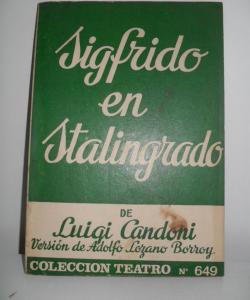 Sigfrido
en
Stalingrado
DE
Luigi Candoni
Versión de Adolfo Lozano Borroy
COLECCION TEATRO Nº 649